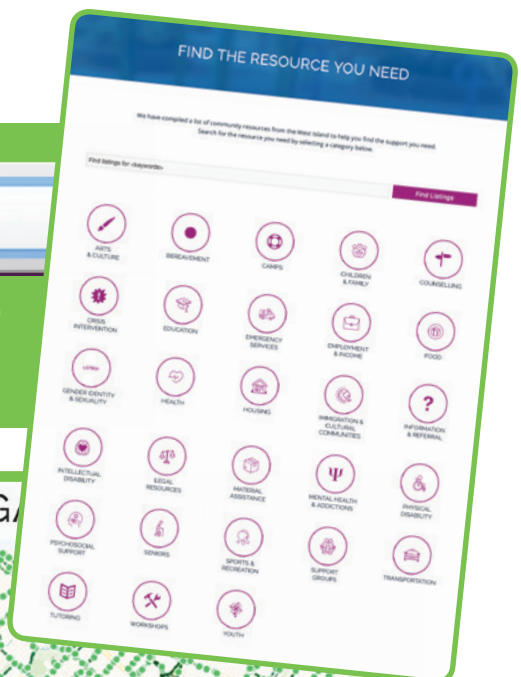 FIND THE RESOURCE YOU NEED
We have compiled a list of community resources from the West Island to help you find the support you need.
Search for the resource you need by selecting a category below.
Find listings for <keywords>
Find Listings
ARTS
& CULTURE
BEREAVEMENT
CAMPS
CHILDREN
& FAMILY
COUNSELLING
CRISIS
INTERVENTION
EDUCATION
EMERGENCY
SERVICES
EMPLOYMENT
& INCOME
FOOD
GENDER IDENTITY
& SEXUALITY
HEALTH
HOUSING
IMMIGRATION &
CULTURAL
COMMUNITIES
?
INFORMATION
& REFERRAL
INTELLECTUAL
DISABILITY
LEGAL
RESOURCES
MATERIAL
ASSISTANCE
Ψ
MENTAL HEALTH
& ADDICTIONS
PHYSICAL
DISABILITY
PSYCHOSOCIAL
SUPPORT
SENIORS
SPORTS &
RECREATION
SUPPORT
GROUPS
TRANSPORTATION
TUTORING
WORKSHOPS
YOUTH